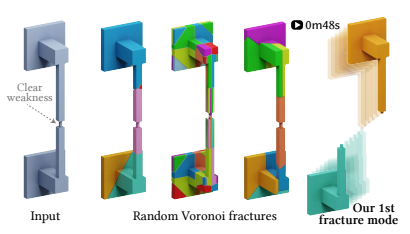 0m48s
Clear
weakness
Input
Random Voronoi fractures
Our 1st
fracture mode